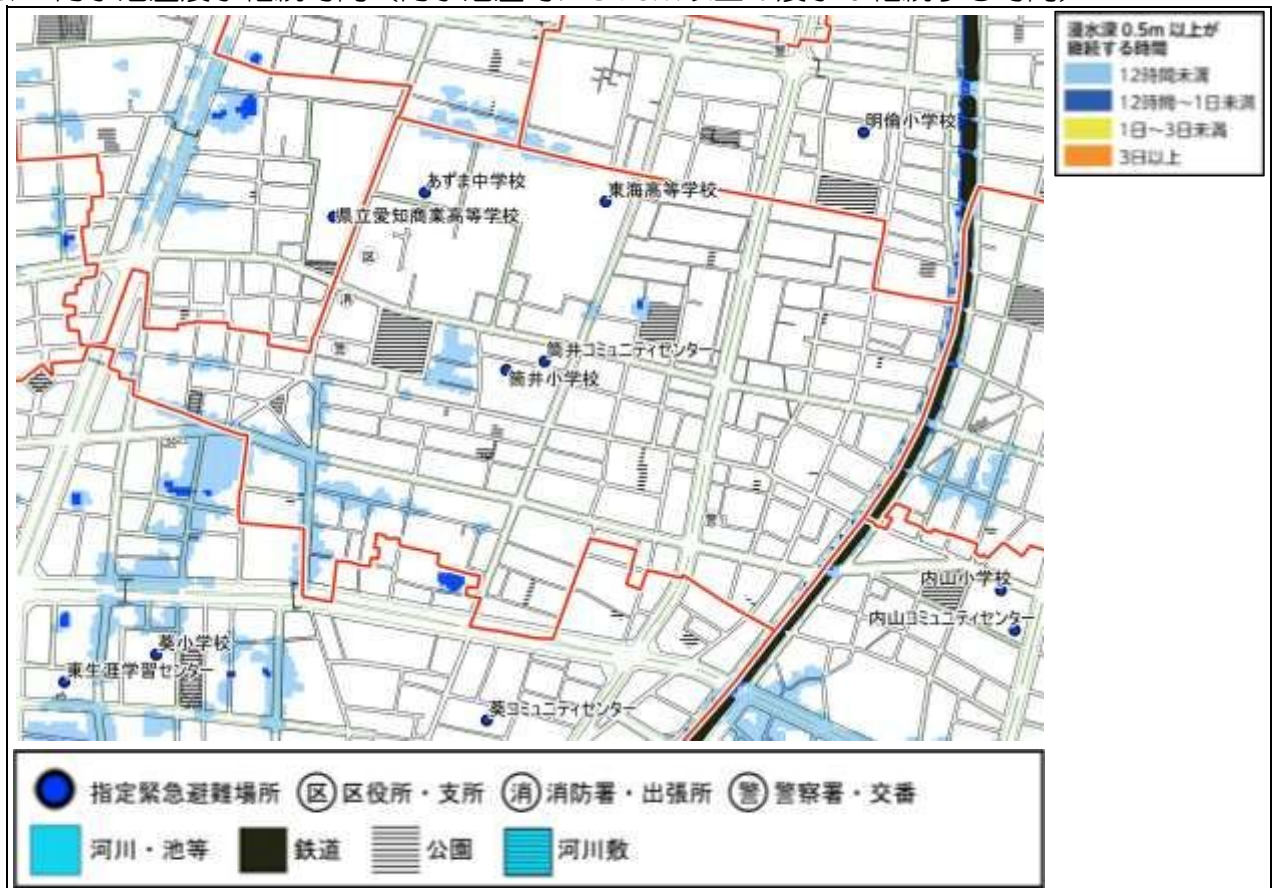 浸水深 0.5m 以上が
継続する時間
12時間未満
12時間～1日未満
1日～3日未満
3日以上
明倫小学校
あずま中学校
東海高等学校
県立愛知商業高等学校
区
消
警
筒井コミュニティセンター
筒井小学校
警
内山小学校
内山コミュニティセンター
葵小学校
東生涯学習センター
葵コミュニティセンター
指定緊急避難場所 区 区役所・支所 消 消防署・出張所 警 警察署・交番
河川・池等 鉄道 公園 河川敷